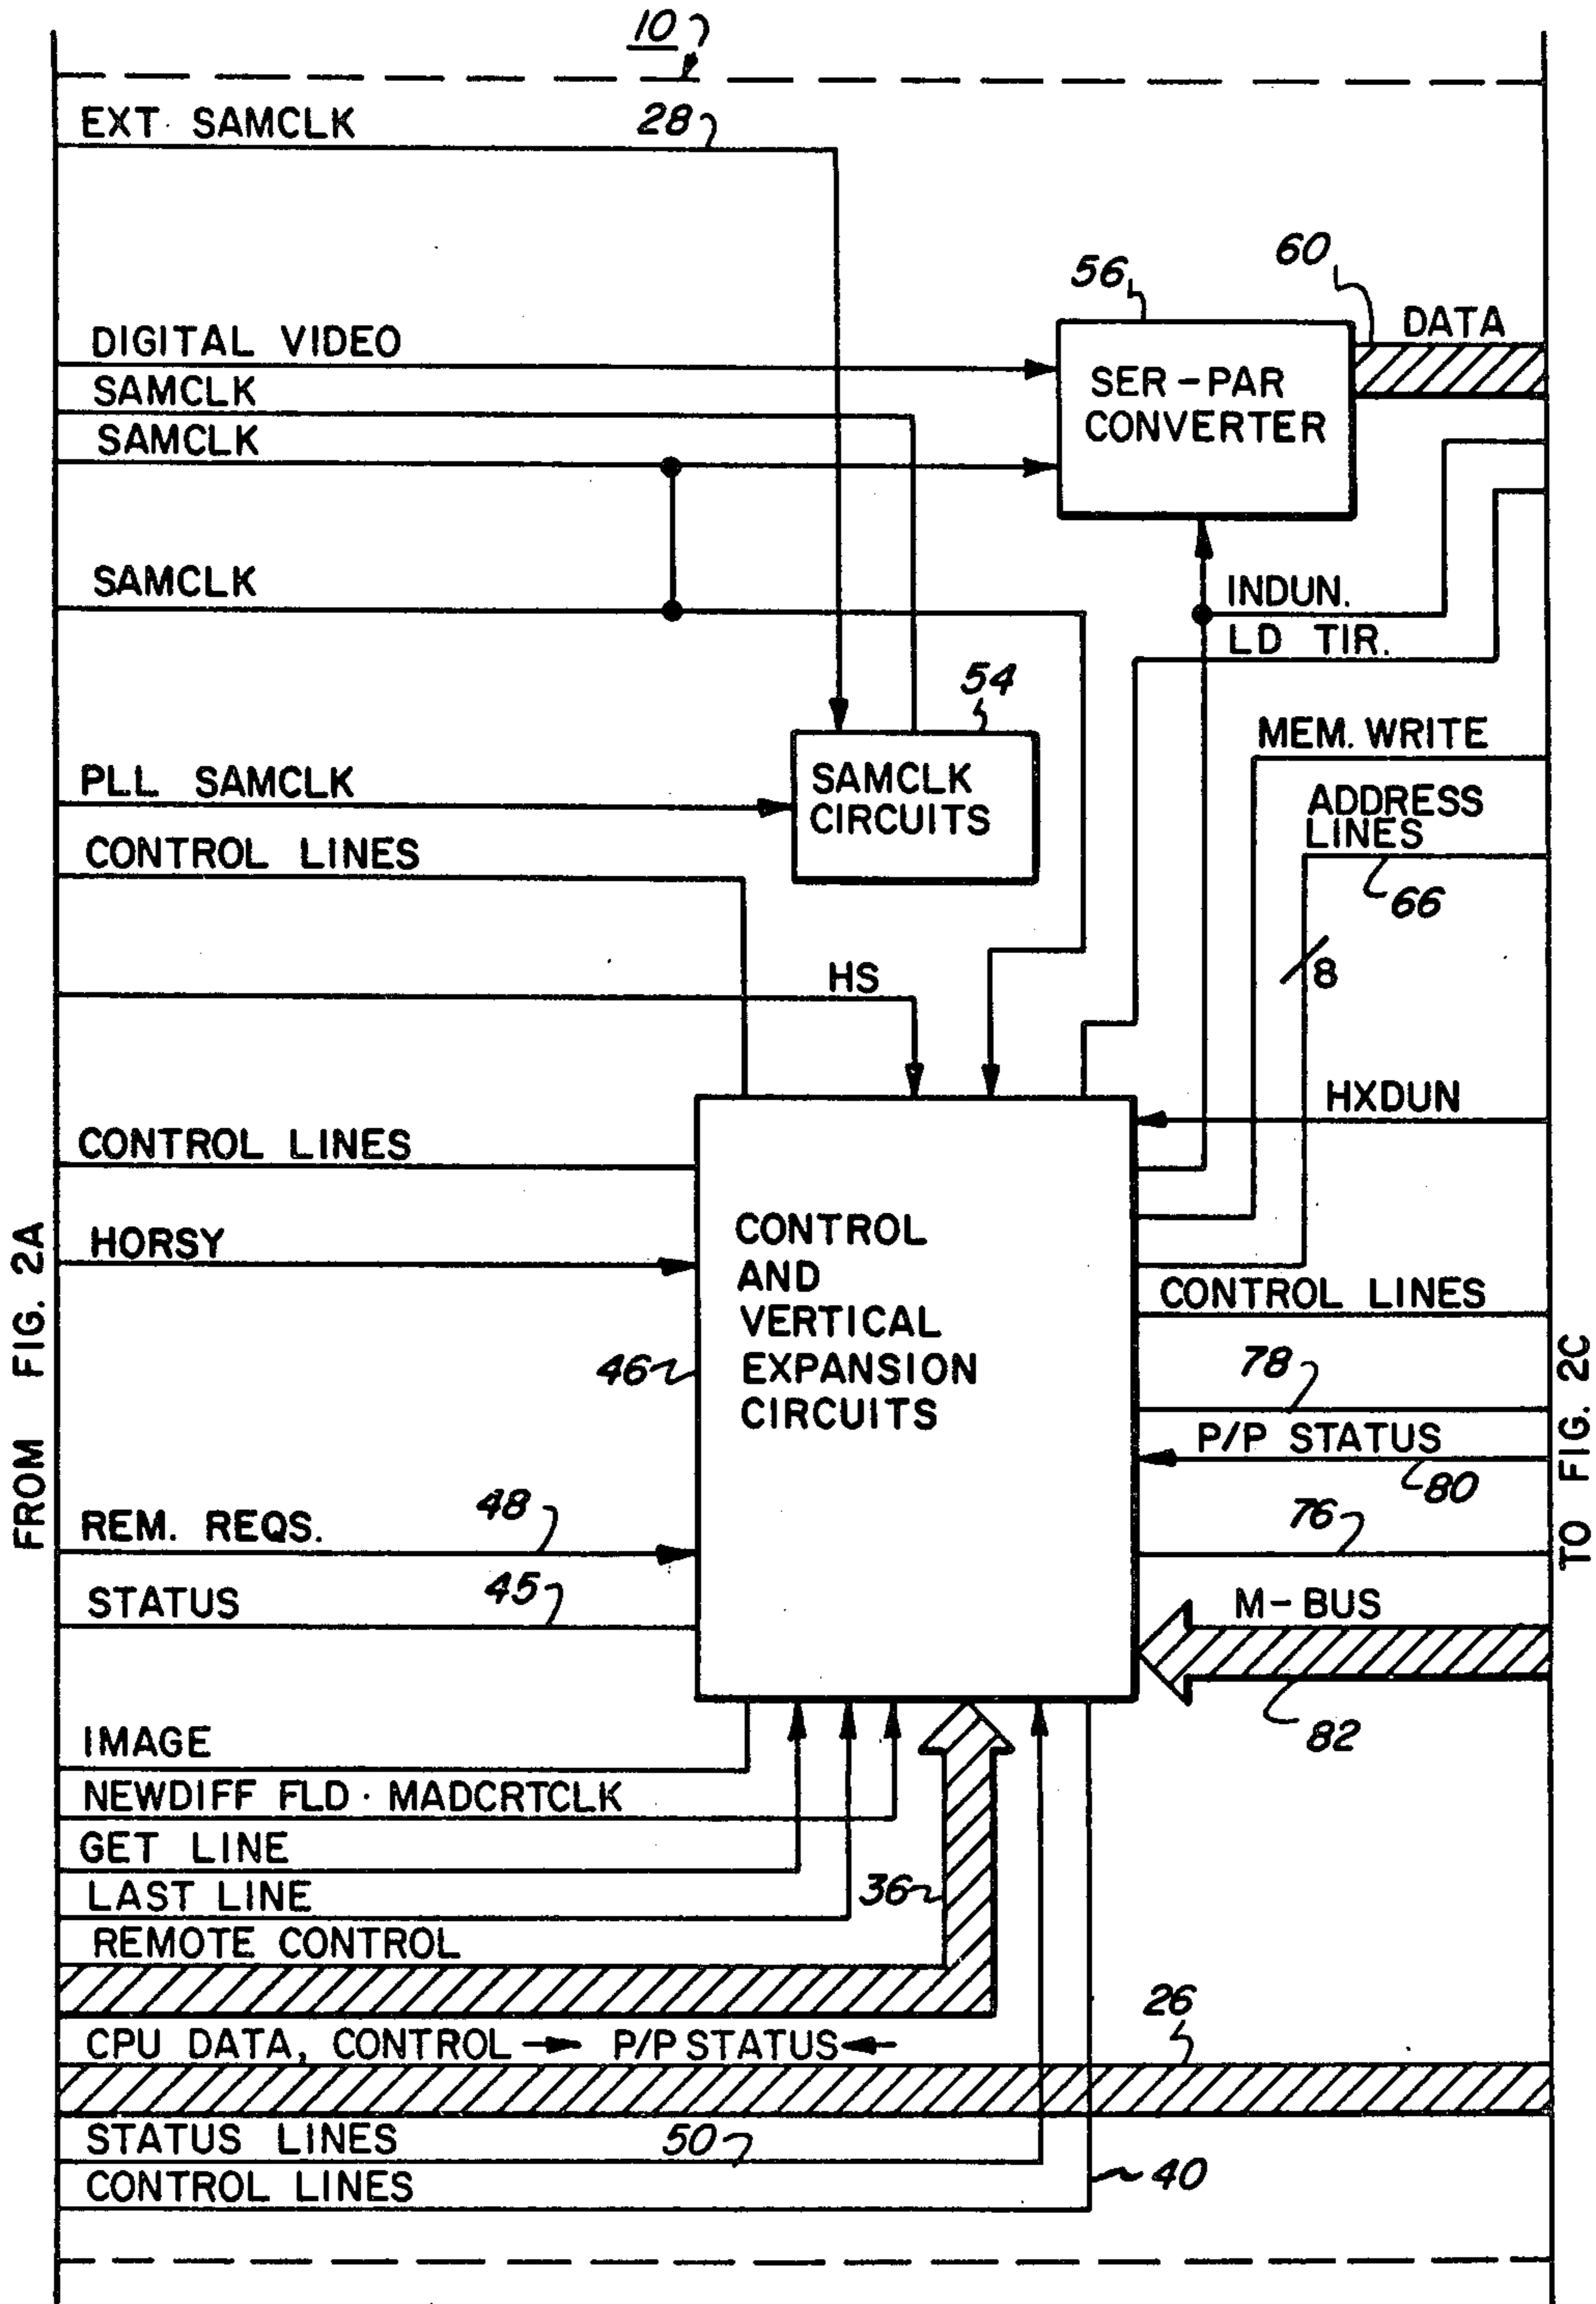 10
EXT. SAMCLK
28
60
56
DATA
DIGITAL VIDEO
SER-PAR
CONVERTER
SAMCLK
SAMCLK
SAMCLK
INDUN.
LD TIR.
54
MEM. WRITE
PLL SAMCLK
SAMCLK
CIRCUITS
ADDRESS
LINES
CONTROL LINES
66
8
HS
HXDUN
CONTROL LINES
HORSY
CONTROL
AND
VERTICAL
EXPANSION
CIRCUITS
CONTROL LINES
46
78
FROM FIG. 2A
TO FIG. 2C
P/P STATUS
80
REM. REQS.
48
76
STATUS
45
M-BUS
82
IMAGE
NEWDIFF FLD · MADCRTCLK
GET LINE
36
LAST LINE
REMOTE CONTROL
26
CPU DATA, CONTROL → P/P STATUS ←
STATUS LINES
50
CONTROL LINES
40